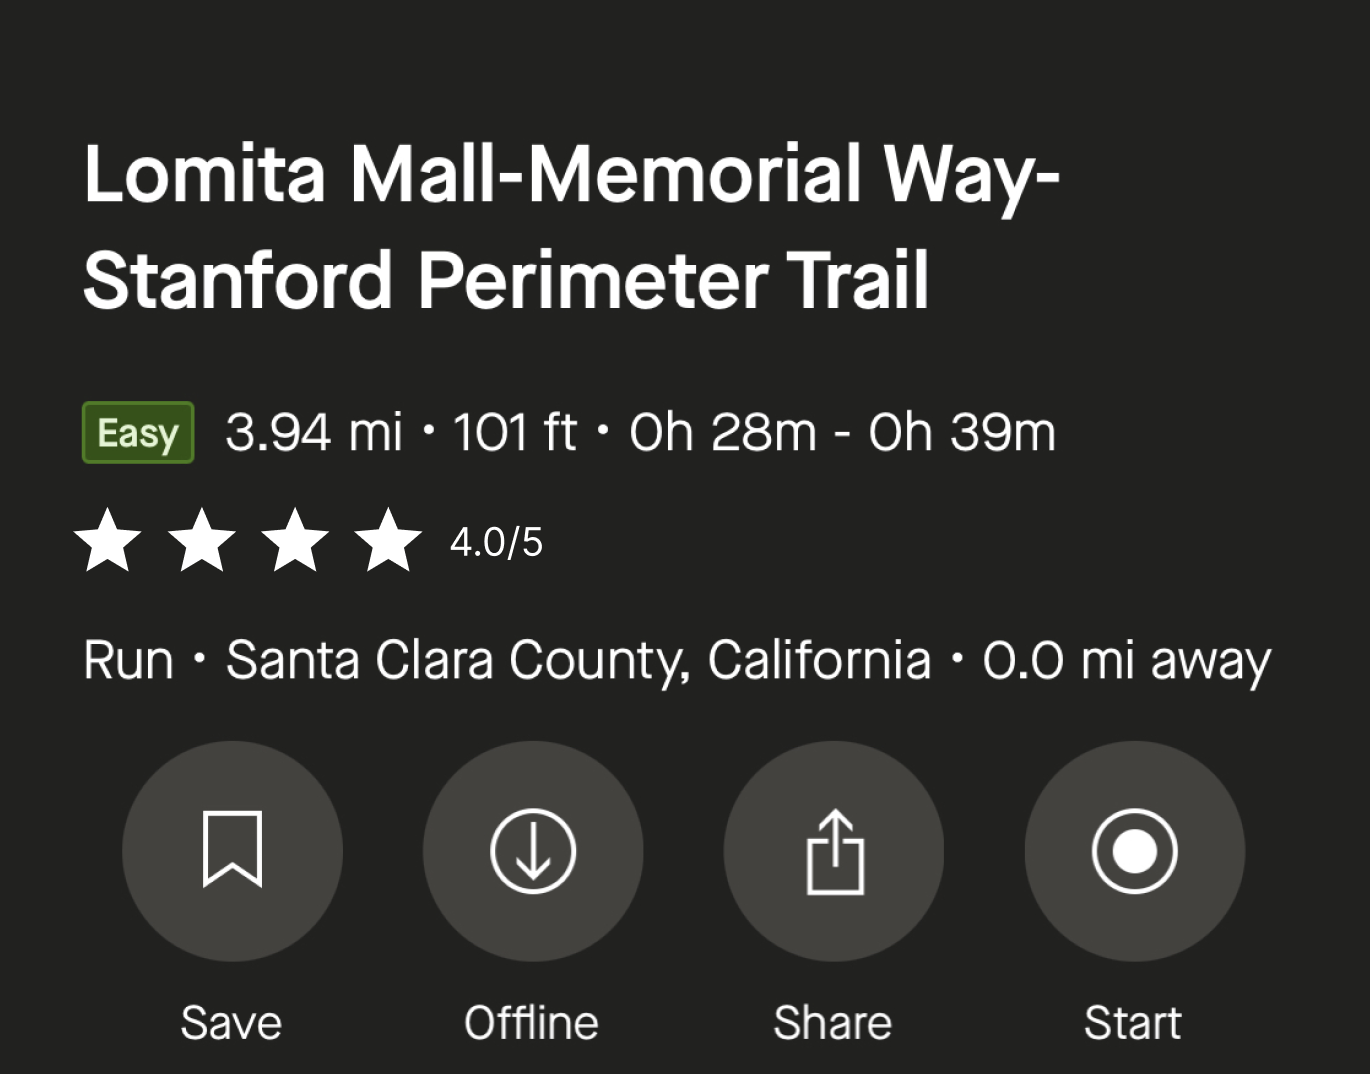 Lomita Mall-Memorial Way-
Stanford Perimeter Trail
Easy 3.94 mi · 101 ft · 0h 28m - 0h 39m
4.0/5
Run · Santa Clara County, California · 0.0 mi away
Save Offline Share Start